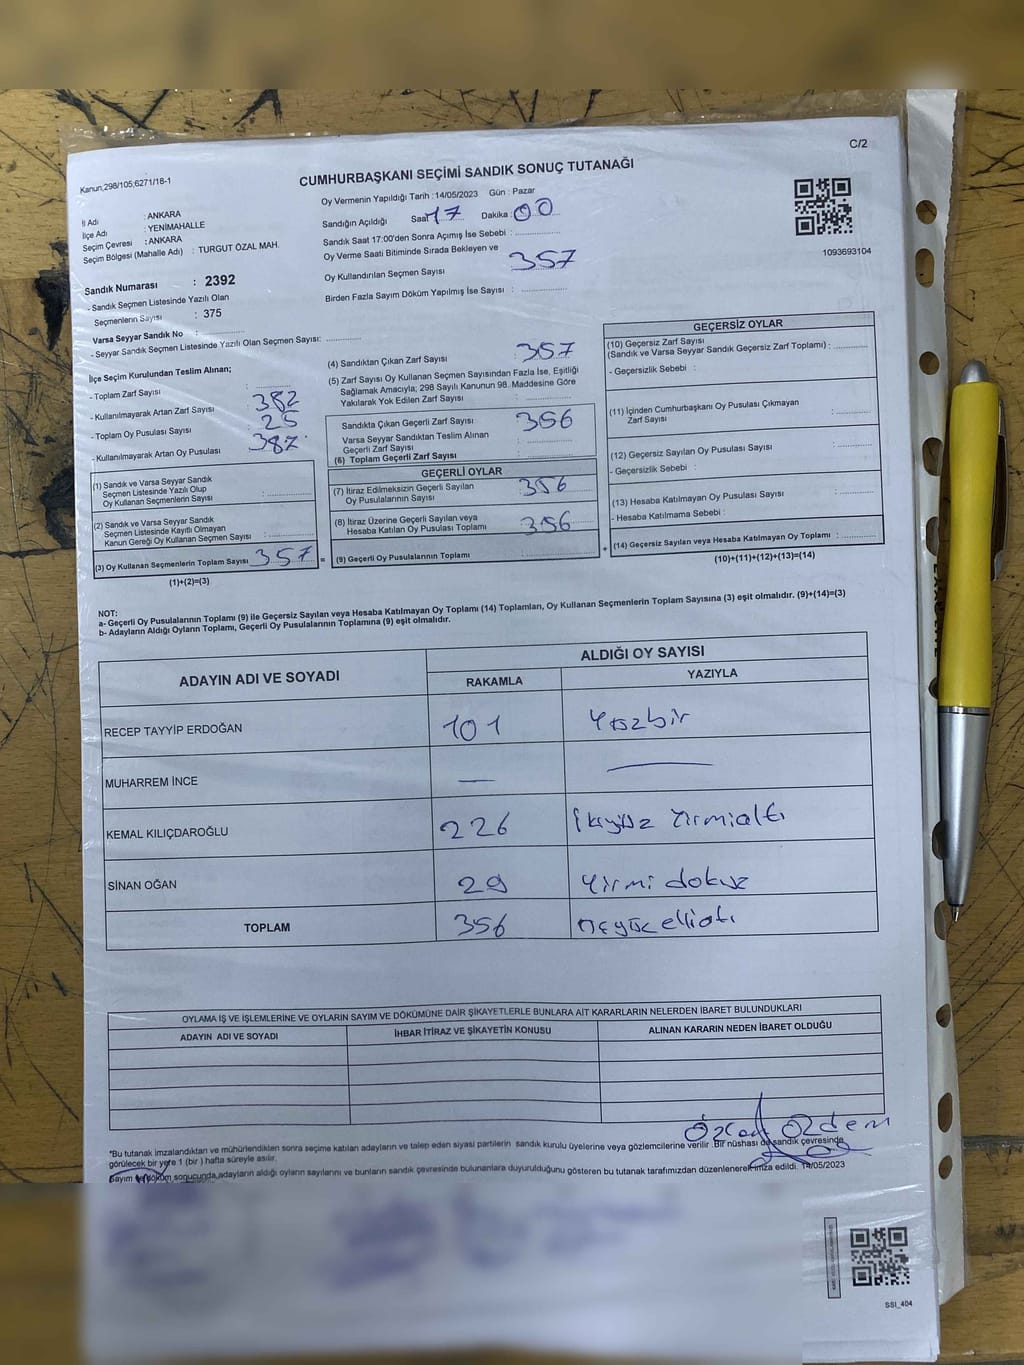 C/2
Kanun,298/105;6271/18-1
CUMHURBAŞKANI SEÇİMİ SANDIK SONUÇ TUTANAĞI
İl Adı : ANKARA
İlçe Adı : YENİMAHALLE
Seçim Çevresi : ANKARA
Seçim Bölgesi (Mahalle Adı) : TURGUT ÖZAL MAH.
Sandık Numarası : 2392
- Sandık Seçmen Listesinde Yazılı Olan
Seçmenlerin Sayısı : 375
Varsa Seyyar Sandık No :
- Seyyar Sandık Seçmen Listesinde Yazılı Olan Seçmen Sayısı:
Oy Vermenin Yapıldığı Tarih : 14/05/2023 Gün : Pazar
Sandığın Açıldığı Saat 17 Dakika : 00
Sandık Saat 17:00'den Sonra Açmış İse Sebebi :
Oy Verme Saati Bitiminde Sırada Bekleyen ve
Oy Kullandırılan Seçmen Sayısı 357
Birden Fazla Sayım Döküm Yapılmış İse Sayısı :
1093693104
İlçe Seçim Kurulundan Teslim Alınan;
- Toplam Zarf Sayısı : 382
- Kullanılmayarak Artan Zarf Sayısı : 25
- Toplam Oy Pusulası Sayısı : 387
- Kullanılmayarak Artan Oy Pusulası :
(1) Sandık ve Varsa Seyyar Sandık
Seçmen Listesinde Yazılı Olup
Oy Kullanan Seçmenlerin Sayısı :
(2) Sandık ve Varsa Seyyar Sandık
Seçmen Listesinde Kayıtlı Olmayan
Kanun Gereği Oy Kullanan Seçmen Sayısı :
(3) Oy Kullanan Seçmenlerin Toplam Sayısı 357 =
(1)+(2)=(3)
(4) Sandıktan Çıkan Zarf Sayısı : 357
(5) Zarf Sayısı Oy Kullanan Seçmen Sayısından Fazla İse, Eşitliği
Sağlamak Amacıyla; 298 Sayılı Kanunun 98. Maddesine Göre
Yakılarak Yok Edilen Zarf Sayısı :
Sandıkta Çıkan Geçerli Zarf Sayısı : 356
Varsa Seyyar Sandıktan Teslim Alınan
Geçerli Zarf Sayısı :
(6) Toplam Geçerli Zarf Sayısı :
GEÇERLİ OYLAR
(7) İtiraz Edilmeksizin Geçerli Sayılan
Oy Pusulalarının Sayısı : 356
(8) İtiraz Üzerine Geçerli Sayılan veya
Hesaba Katılan Oy Pusulası Toplamı : 356
(9) Geçerli Oy Pusulalarının Toplamı : +
GEÇERSİZ OYLAR
(10) Geçersiz Zarf Sayısı
(Sandık ve Varsa Seyyar Sandık Geçersiz Zarf Toplamı) :
- Geçersizlik Sebebi :
(11) İçinden Cumhurbaşkanı Oy Pusulası Çıkmayan
Zarf Sayısı :
(12) Geçersiz Sayılan Oy Pusulası Sayısı :
- Geçersizlik Sebebi :
(13) Hesaba Katılmayan Oy Pusulası Sayısı :
- Hesaba Katılmama Sebebi :
(14) Geçersiz Sayılan veya Hesaba Katılmayan Oy Toplamı :
(10)+(11)+(12)+(13)=(14)
NOT:
a- Geçerli Oy Pusulalarının Toplamı (9) ile Geçersiz Sayılan veya Hesaba Katılmayan Oy Toplamı (14) Toplamları, Oy Kullanan Seçmenlerin Toplam Sayısına (3) eşit olmalıdır. (9)+(14)=(3)
b- Adayların Aldığı Oyların Toplamı, Geçerli Oy Pusulalarının Toplamına (9) eşit olmalıdır.
ADAYIN ADI VE SOYADI ALDIĞI OY SAYISI
RAKAMLA YAZIYLA
RECEP TAYYİP ERDOĞAN 101 Yüzbir
MUHARREM İNCE — —
KEMAL KILIÇDAROĞLU 226 İkiyüz Yirmialtı
SİNAN OĞAN 29 Yirmi dokuz
TOPLAM 356 üçyüz ellialtı
OYLAMA İŞ VE İŞLEMLERİNE VE OYLARIN SAYIM VE DÖKÜMÜNE DAİR ŞİKAYETLERLE BUNLARA AİT KARARLARIN NELERDEN İBARET BULUNDUKLARI
ADAYIN ADI VE SOYADI İHBAR İTİRAZ VE ŞİKAYETİN KONUSU ALINAN KARARIN NEDEN İBARET OLDUĞU
Özcan Özdem
*Bu tutanak imzalandıktan ve mühürlendikten sonra seçime katılan adayların ve talep eden siyasi partilerin sandık kurulu üyelerine veya gözlemcilerine verilir. Bir nüshası da sandık çevresinde
görülecek bir yere 1 (bir) hafta süreyle asılır.
Sayım ve döküm sonucunda,adayların aldığı oyların sayılarını ve bunların sandık çevresinde bulunanlara duyurulduğunu gösteren bu tutanak tarafımızdan düzenlenerek imza edildi. 14/05/2023
SSI_404